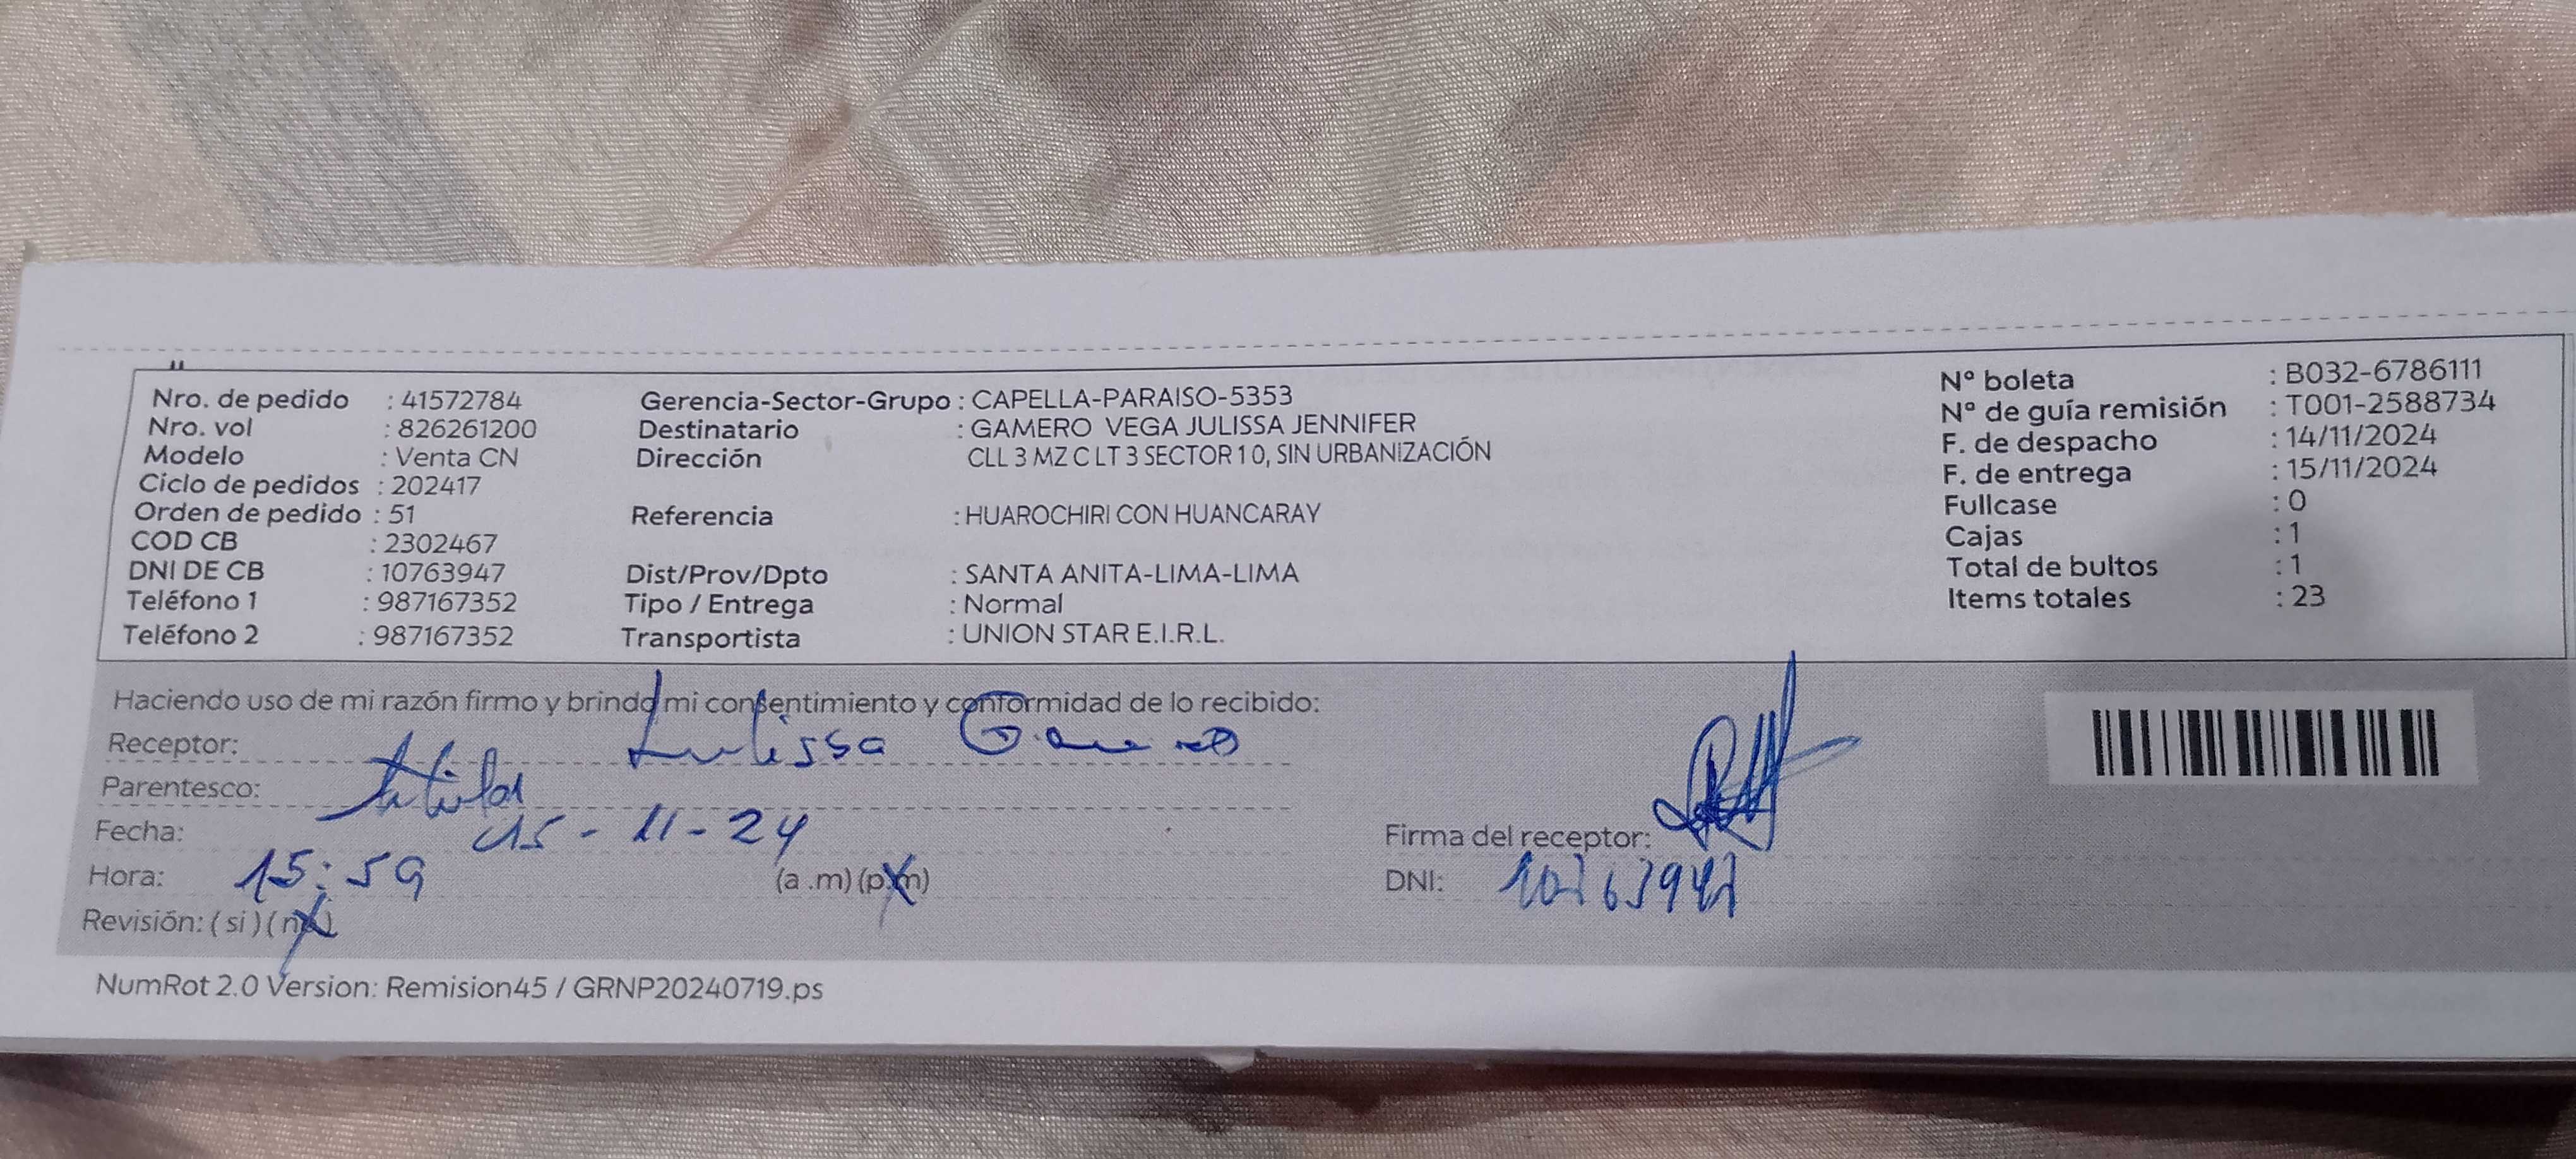 Nro. de pedido : 41572784
Nro. vol : 826261200
Modelo : Venta CN
Ciclo de pedidos : 202417
Orden de pedido : 51
COD CB : 2302467
DNI DE CB : 10763947
Teléfono 1 : 987167352
Teléfono 2 : 987167352
Gerencia-Sector-Grupo : CAPELLA-PARAISO-5353
Destinatario : GAMERO VEGA JULISSA JENNIFER
Dirección CLL 3 MZ C LT 3 SECTOR 1 0, SIN URBANIZACIÓN
Referencia : HUAROCHIRI CON HUANCARAY
Dist/Prov/Dpto : SANTA ANITA-LIMA-LIMA
Tipo / Entrega : Normal
Transportista : UNION STAR E.I.R.L.
Nº boleta : B032-6786111
Nº de guía remisión : T001-2588734
F. de despacho : 14/11/2024
F. de entrega : 15/11/2024
Fullcase : 0
Cajas : 1
Total de bultos : 1
Items totales : 23
Haciendo uso de mi razón firmo y brindo mi consentimiento y conformidad de lo recibido:
Receptor: Julissa Gamero
Parentesco: titular
Fecha: 15-11-24
Hora: 15:59 (a .m) (p.m)
Revisión: ( si ) ( no )
Firma del receptor:
DNI: 10763947
NumRot 2.0 Version: Remision45 / GRNP20240719.ps